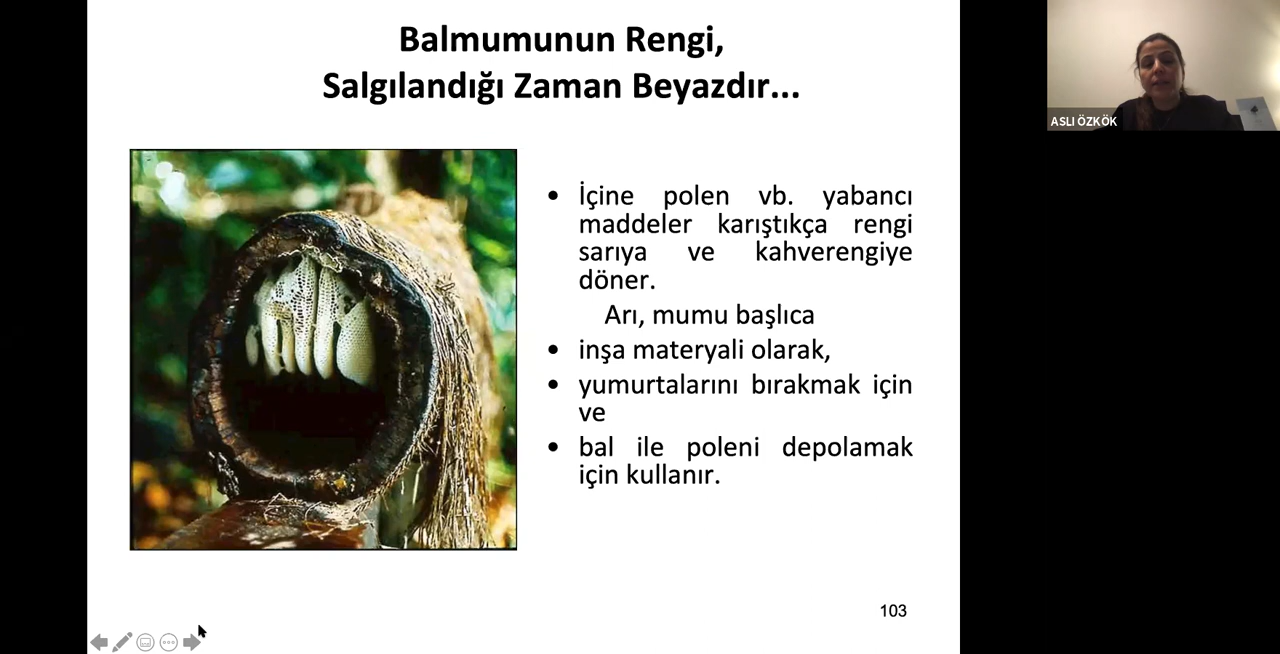 Balmumunun Rengi,
Salgılandığı Zaman Beyazdır...
ASLI ÖZKÖK
• İçine polen vb. yabancı
maddeler karıştıkça rengi
sarıya ve kahverengiye
döner.
Arı, mumu başlıca
• inşa materyali olarak,
• yumurtalarını bırakmak için
ve
• bal ile poleni depolamak
için kullanır.
103